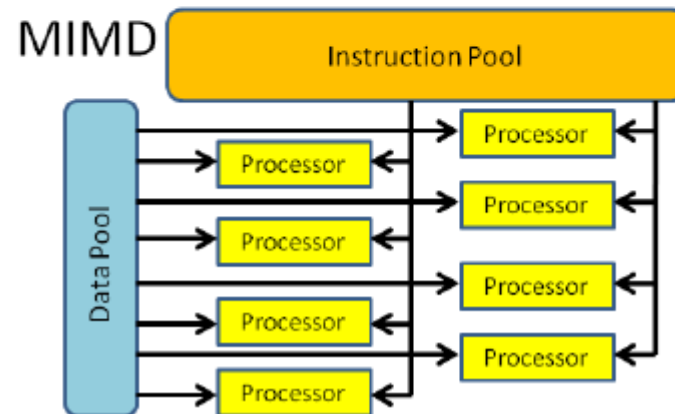 MIMD
Instruction Pool
Data Pool
Processor
Processor
Processor
Processor
Processor
Processor
Processor
Processor